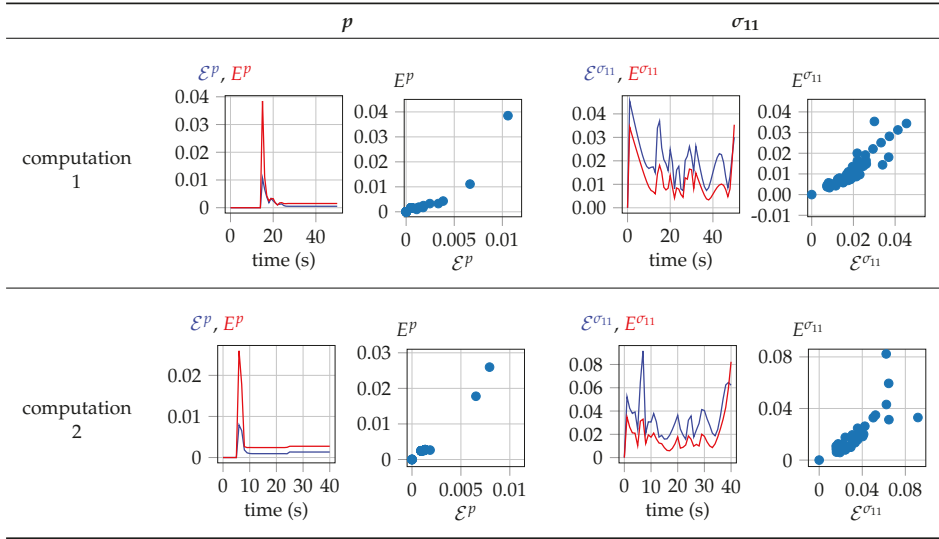 p σ11
computation
1
ℰᵖ, Eᵖ
0.04
0.03
0.02
0.01
0
0 20 40
time (s)
Eᵖ
0.04
0.03
0.02
0.01
0
0 0.005 0.01
ℰᵖ
ℰσ11, Eσ11
0.04
0.03
0.02
0.01
0.00
0 20 40
time (s)
Eσ11
0.04
0.03
0.02
0.01
0.00
-0.01
0.02 0.04
ℰσ11
computation
2
ℰᵖ, Eᵖ
0.02
0.01
0
0 10 20 30 40
time (s)
Eᵖ
0.03
0.02
0.01
0
0 0.005 0.01
ℰᵖ
ℰσ11, Eσ11
0.08
0.06
0.04
0.02
0
0 10 20 30 40
time (s)
Eσ11
0.08
0.04
0
0 0.04 0.08
ℰσ11